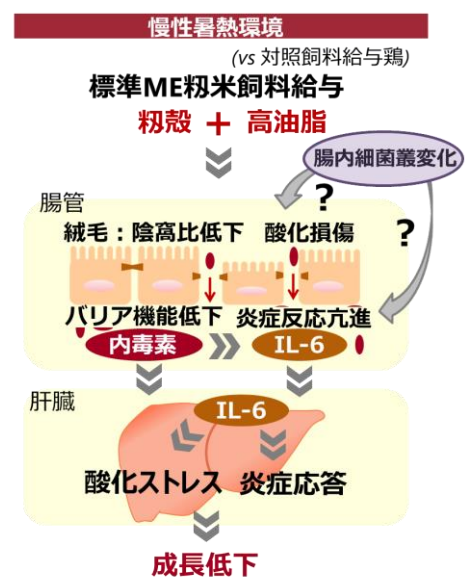 慢性暑熱環境
(vs 対照飼料給与鶏)
標準ME籾米飼料給与
籾殻 + 高油脂
腸内細菌叢変化
?
腸管
?
絨毛:陰窩比低下 酸化損傷
バリア機能低下 炎症反応亢進
内毒素 IL-6
肝臓
IL-6
酸化ストレス 炎症応答
成長低下